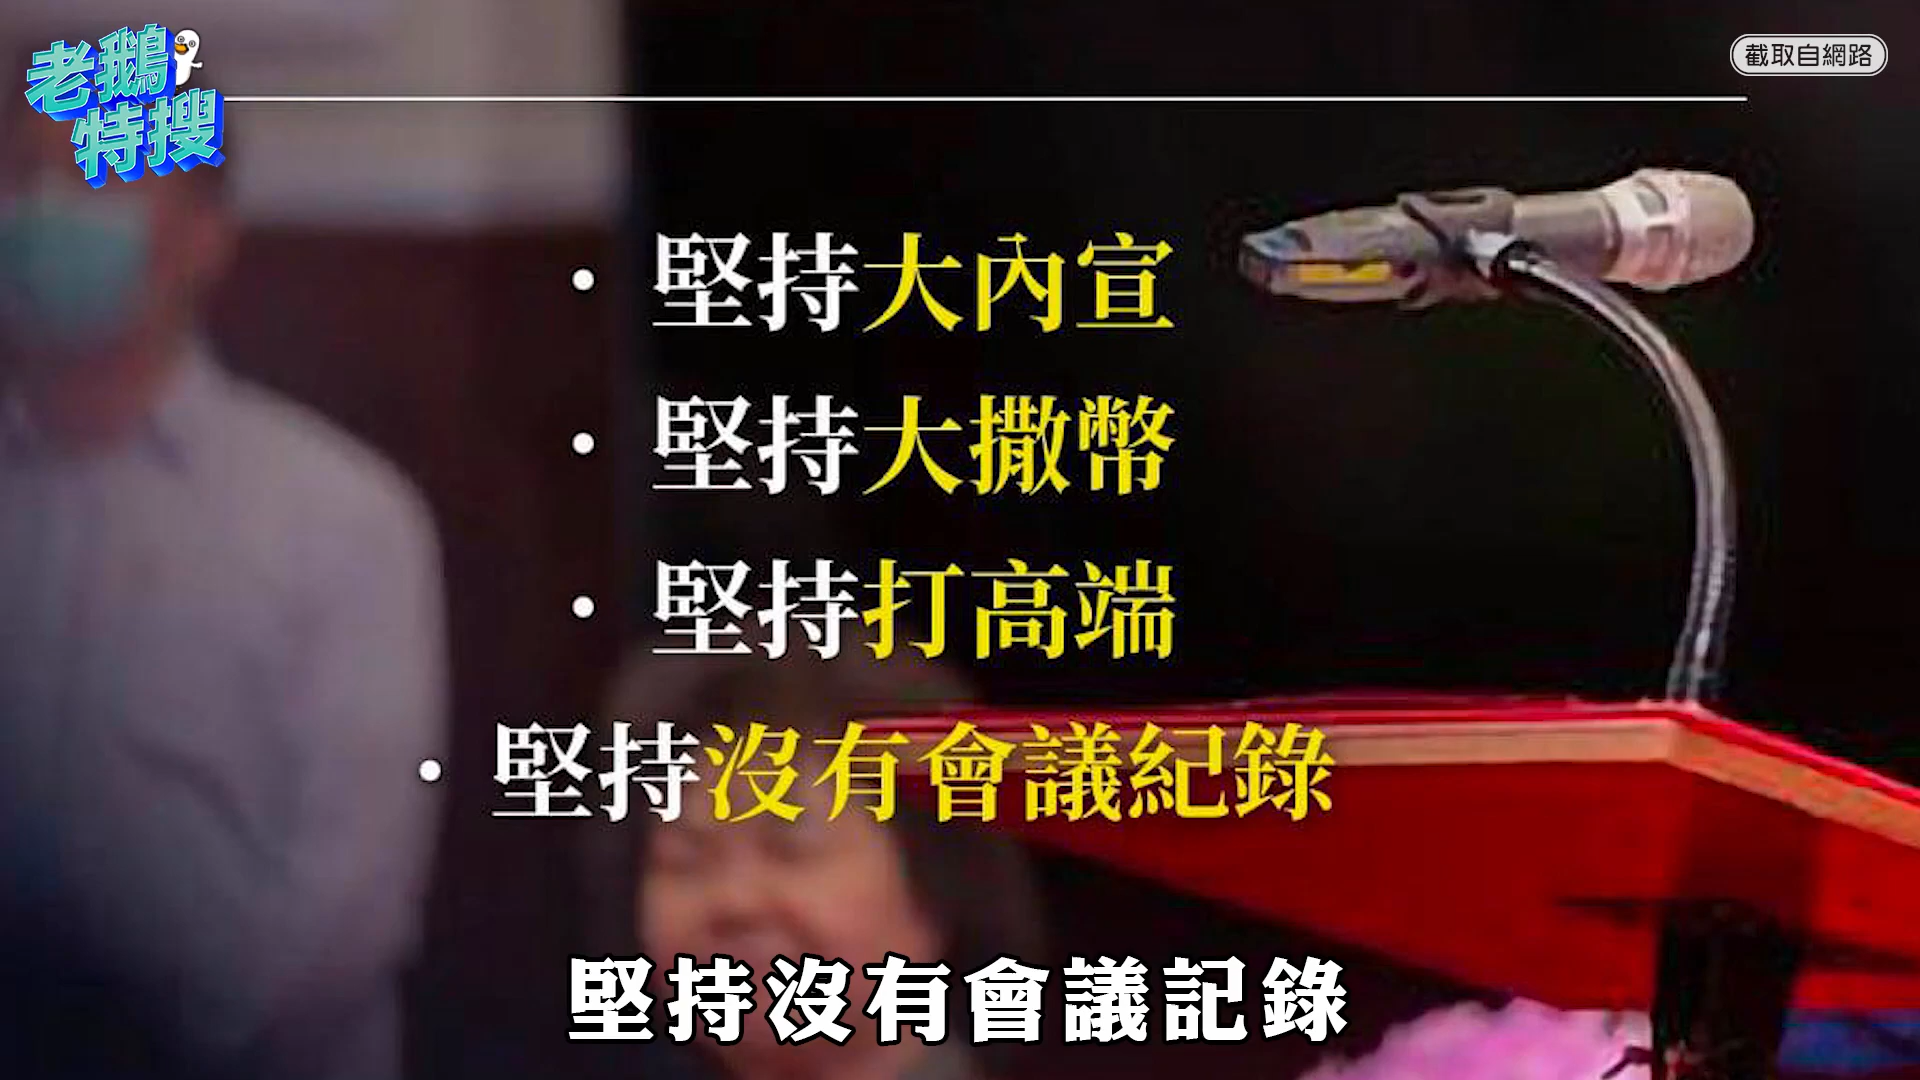 老鵝
特搜
截取自網路
· 堅持大內宣
· 堅持大撒幣
· 堅持打高端
· 堅持沒有會議紀錄
堅持沒有會議記錄